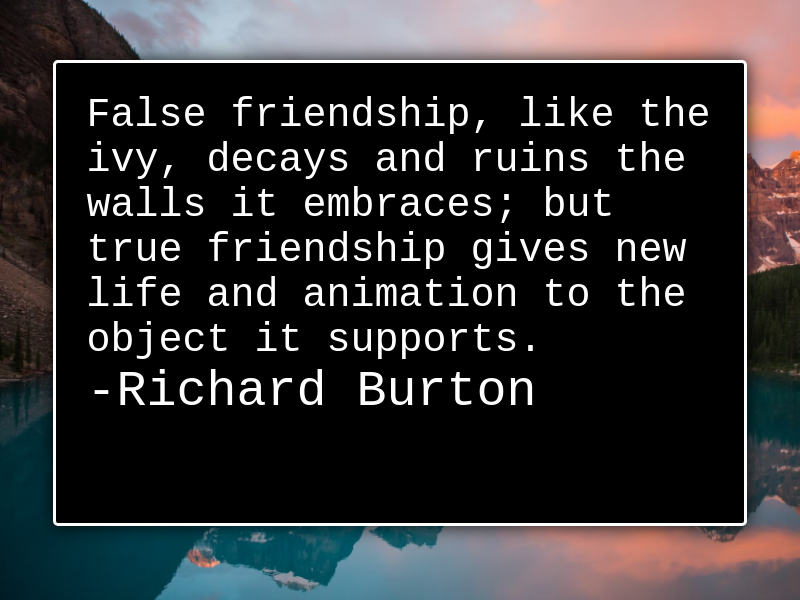 False friendship, like the
ivy, decays and ruins the
walls it embraces; but
true friendship gives new
life and animation to the
object it supports.
-Richard Burton